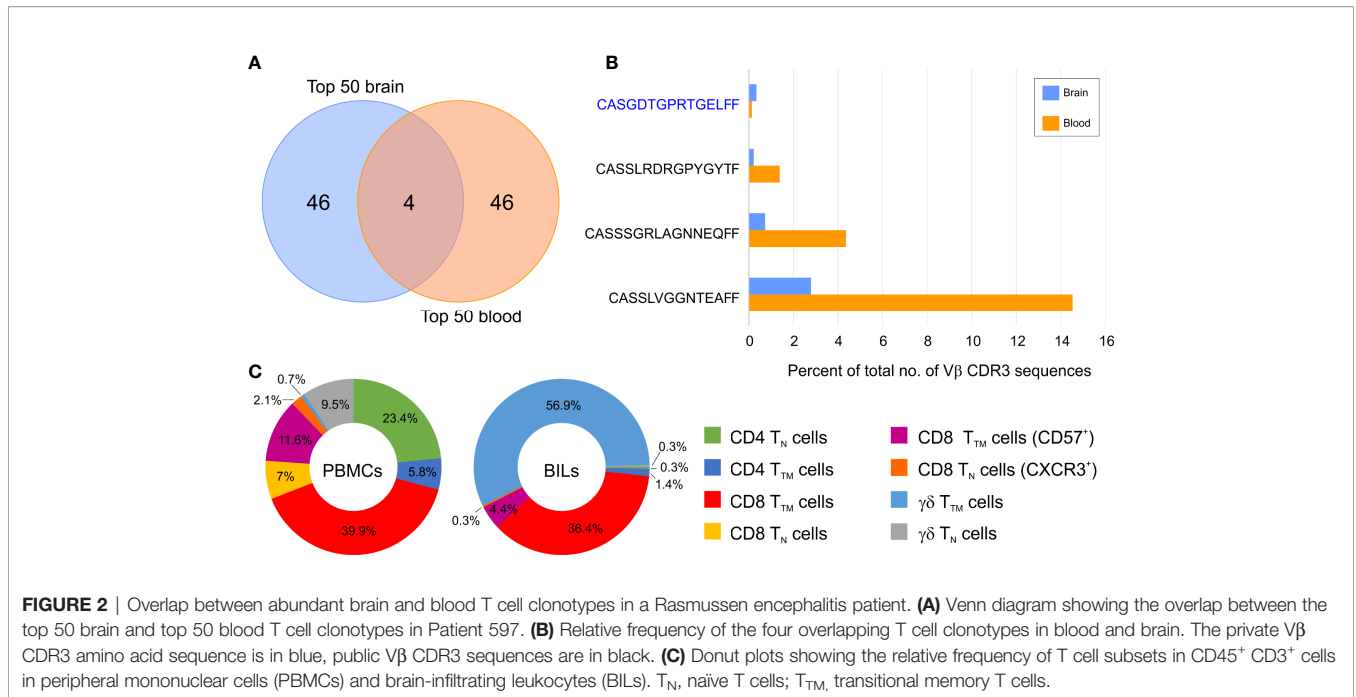 A
Top 50 brain
46
4
46
Top 50 blood
B
CASGDTGPRTGELFF
CASSLRDRGPYGYTF
CASSSGRLAGNNEQFF
CASSLVGGNTEAFF
Brain
Blood
0 2 4 6 8 10 12 14 16
Percent of total no. of Vβ CDR3 sequences
C
0.7%
2.1%
9.5%
23.4%
11.6%
5.8%
7%
39.9%
PBMCs
56.9%
0.3%
0.3%
1.4%
36.4%
4.4%
0.3%
BILs
CD4 TN cells
CD4 TTM cells
CD8 TTM cells
CD8 TN cells
CD8 TTM cells (CD57+)
CD8 TN cells (CXCR3+)
γδ TTM cells
γδ TN cells
FIGURE 2 | Overlap between abundant brain and blood T cell clonotypes in a Rasmussen encephalitis patient. (A) Venn diagram showing the overlap between the
top 50 brain and top 50 blood T cell clonotypes in Patient 597. (B) Relative frequency of the four overlapping T cell clonotypes in blood and brain. The private Vβ
CDR3 amino acid sequence is in blue, public Vβ CDR3 sequences are in black. (C) Donut plots showing the relative frequency of T cell subsets in CD45+ CD3+ cells
in peripheral mononuclear cells (PBMCs) and brain-infiltrating leukocytes (BILs). TN, naïve T cells; TTM, transitional memory T cells.